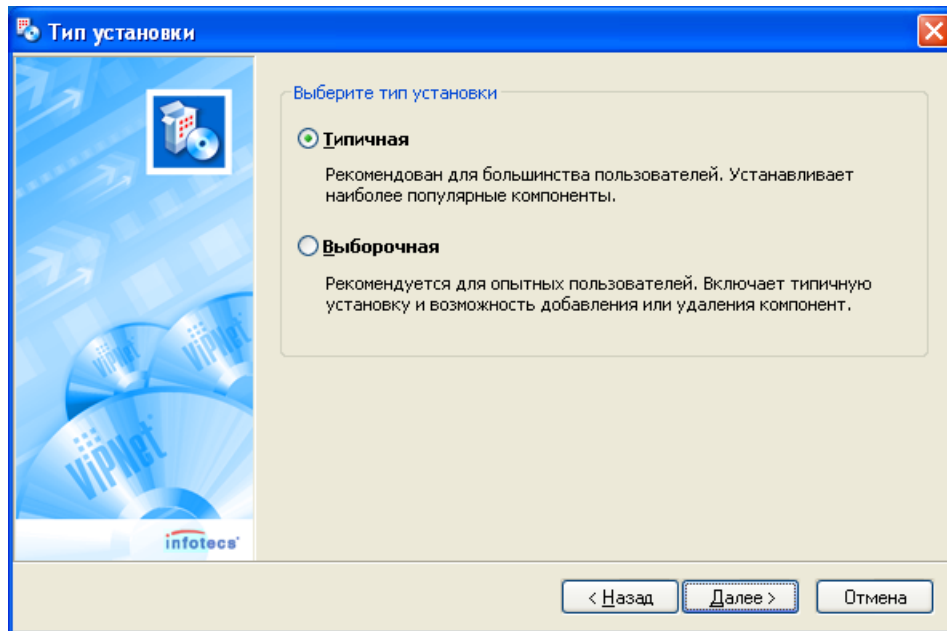 Тип установки
Выберите тип установки
Типичная
Рекомендован для большинства пользователей. Устанавливает
наиболее популярные компоненты.
Выборочная
Рекомендуется для опытных пользователей. Включает типичную
установку и возможность добавления или удаления компонент.
ViPNet
ViPNet
ViPNet
infotecs
< Назад
Далее >
Отмена